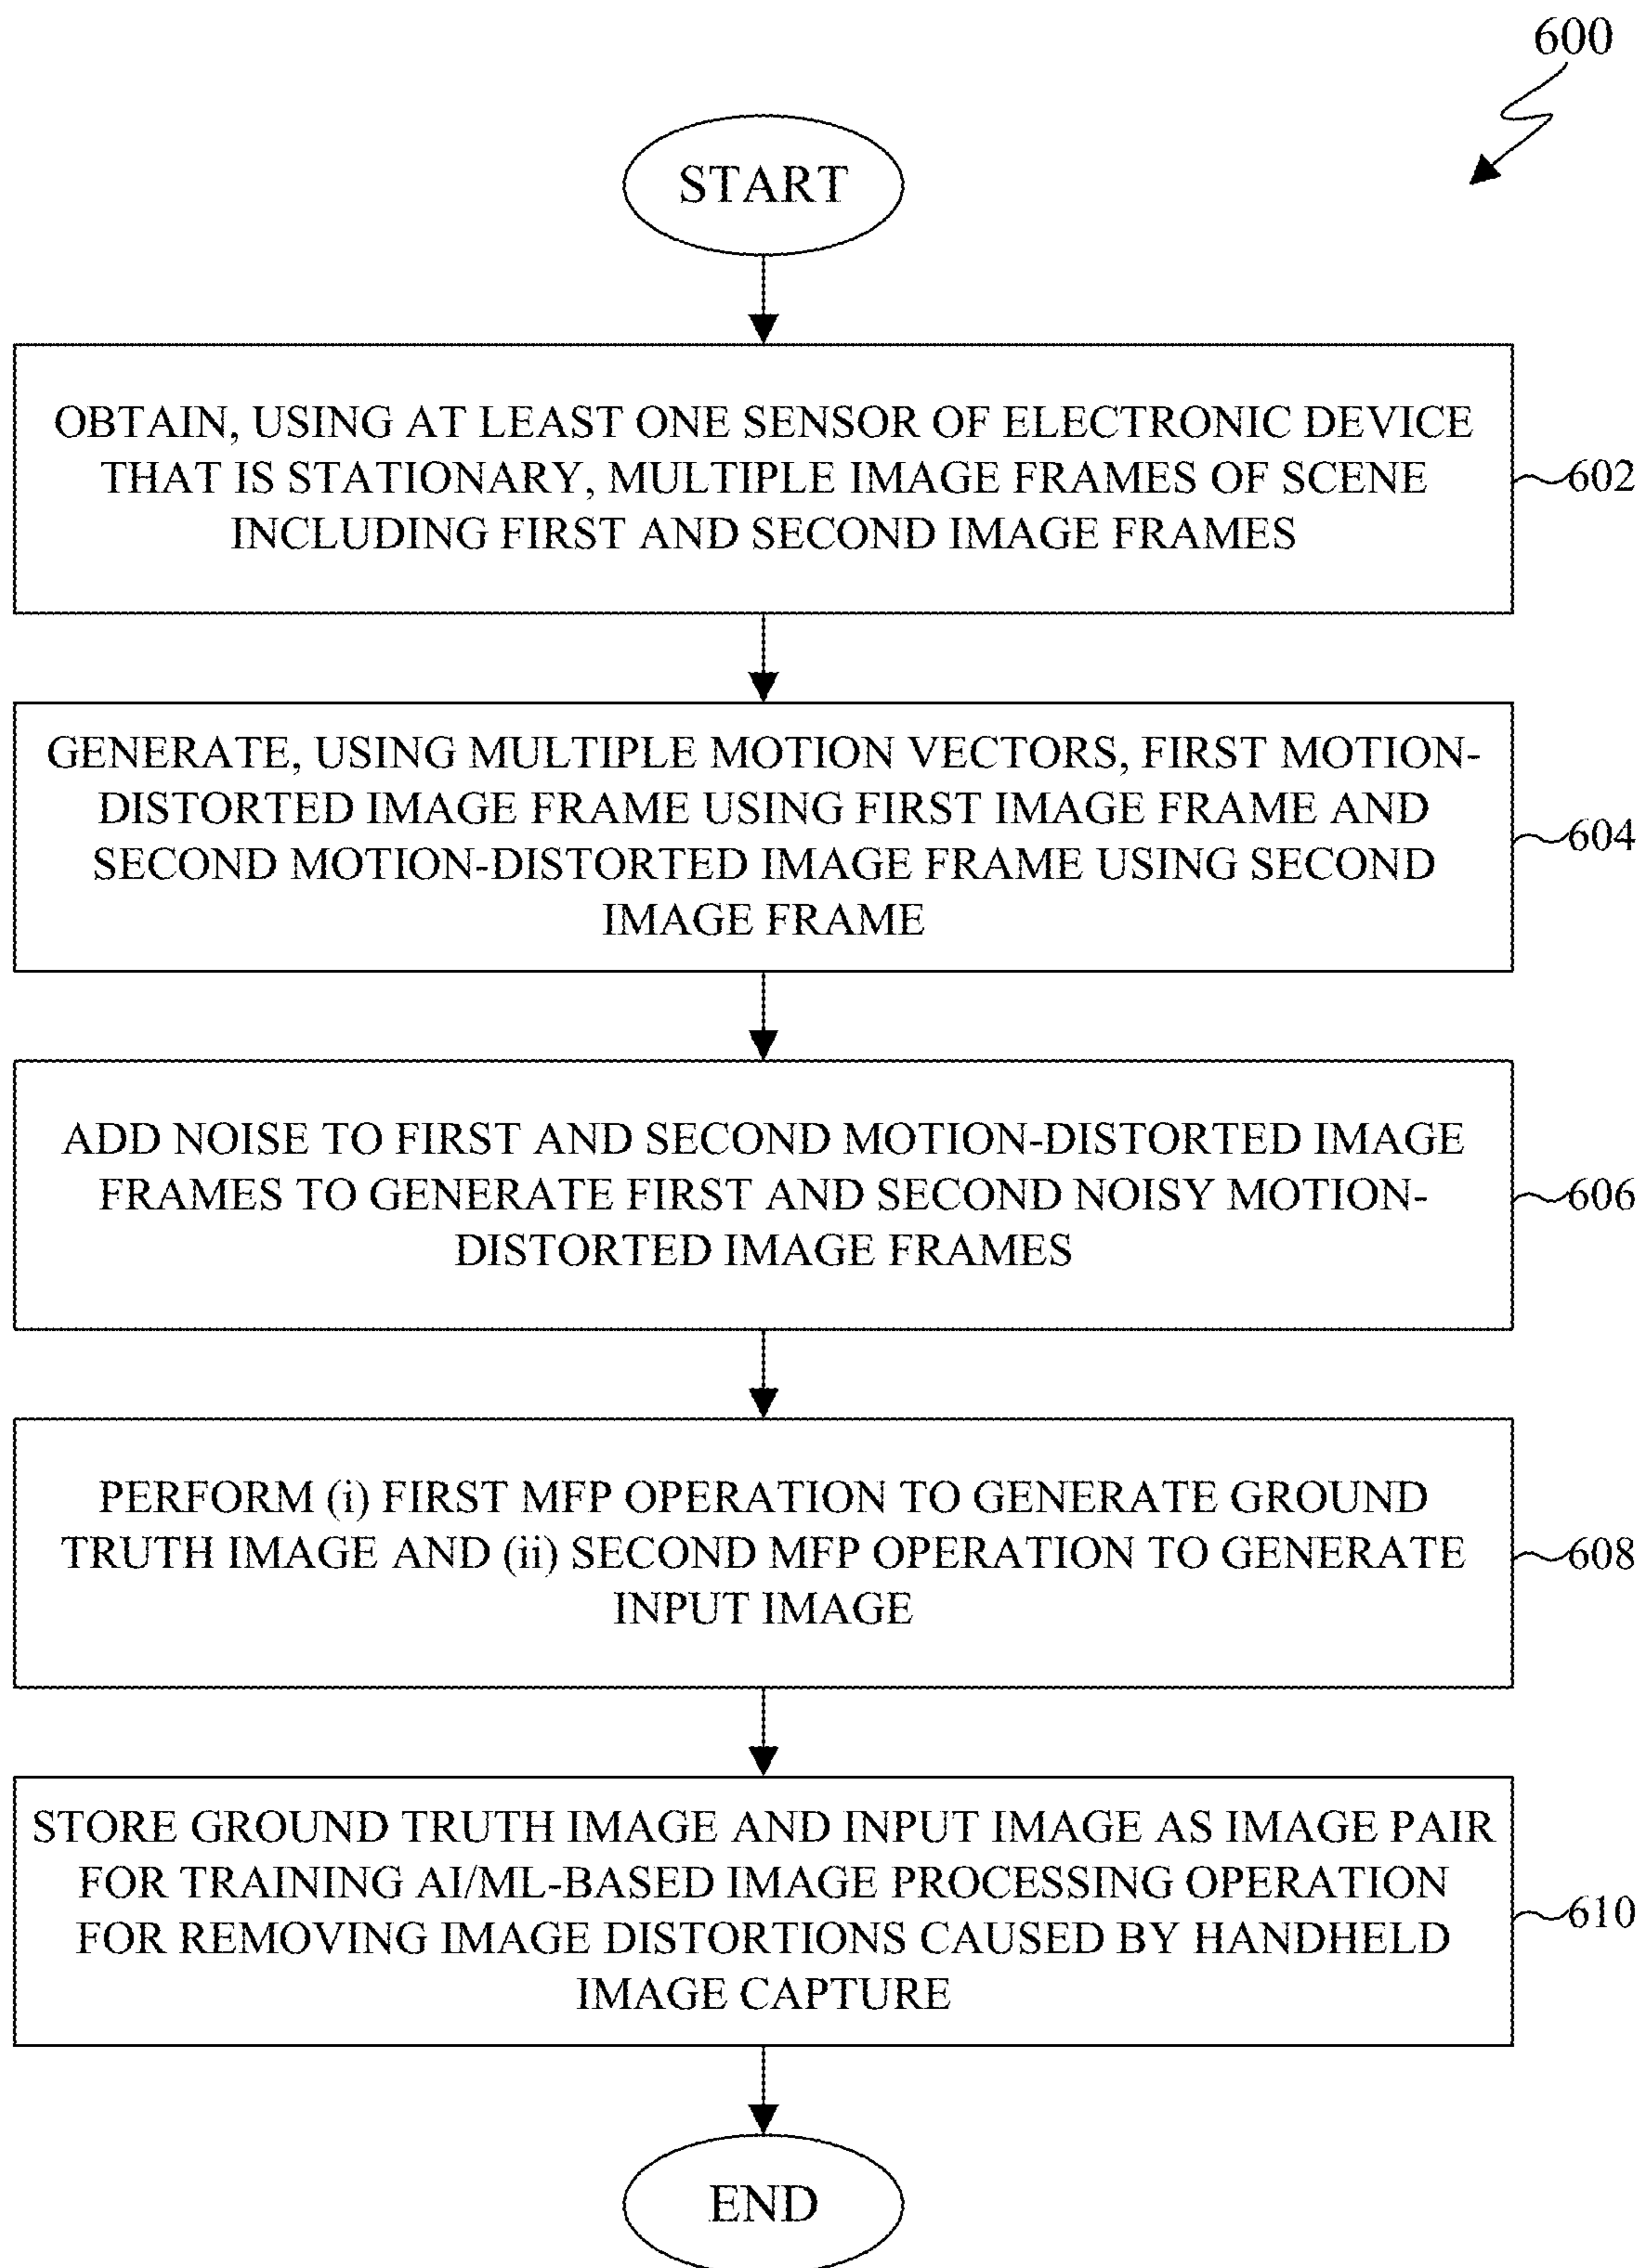 600
START
OBTAIN, USING AT LEAST ONE SENSOR OF ELECTRONIC DEVICE
THAT IS STATIONARY, MULTIPLE IMAGE FRAMES OF SCENE
INCLUDING FIRST AND SECOND IMAGE FRAMES
602
GENERATE, USING MULTIPLE MOTION VECTORS, FIRST MOTION-
DISTORTED IMAGE FRAME USING FIRST IMAGE FRAME AND
SECOND MOTION-DISTORTED IMAGE FRAME USING SECOND
IMAGE FRAME
604
ADD NOISE TO FIRST AND SECOND MOTION-DISTORTED IMAGE
FRAMES TO GENERATE FIRST AND SECOND NOISY MOTION-
DISTORTED IMAGE FRAMES
606
PERFORM (i) FIRST MFP OPERATION TO GENERATE GROUND
TRUTH IMAGE AND (ii) SECOND MFP OPERATION TO GENERATE
INPUT IMAGE
608
STORE GROUND TRUTH IMAGE AND INPUT IMAGE AS IMAGE PAIR
FOR TRAINING AI/ML-BASED IMAGE PROCESSING OPERATION
FOR REMOVING IMAGE DISTORTIONS CAUSED BY HANDHELD
IMAGE CAPTURE
610
END